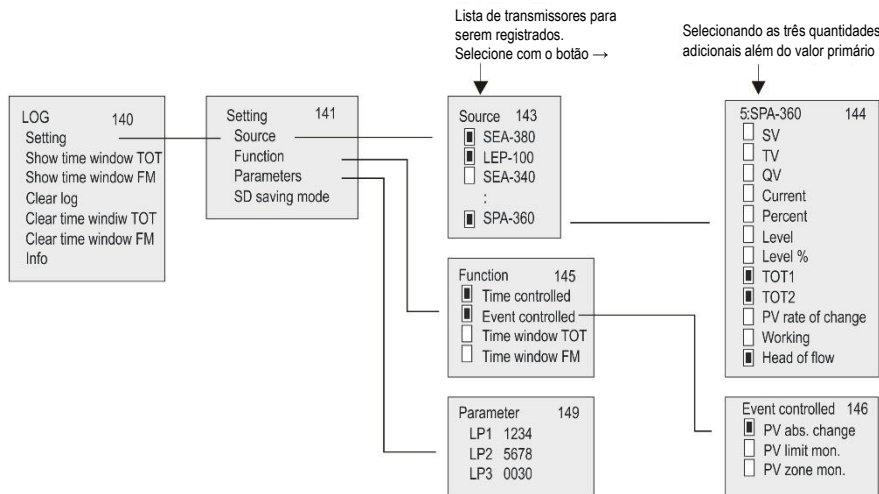 Lista de transmissores para
serem registrados.
Selecione com o botão →
Selecionando as três quantidades
adicionais além do valor primário
LOG 140
Setting
Show time window TOT
Show time window FM
Clear log
Clear time windiw TOT
Clear time window FM
Info
Setting 141
Source
Function
Parameters
SD saving mode
Source 143
SEA-380
LEP-100
SEA-340
:
SPA-360
5:SPA-360 144
SV
TV
QV
Current
Percent
Level
Level %
TOT1
TOT2
PV rate of change
Working
Head of flow
Function 145
Time controlled
Event controlled
Time window TOT
Time window FM
Parameter 149
LP1 1234
LP2 5678
LP3 0030
Event controlled 146
PV abs. change
PV limit mon.
PV zone mon.